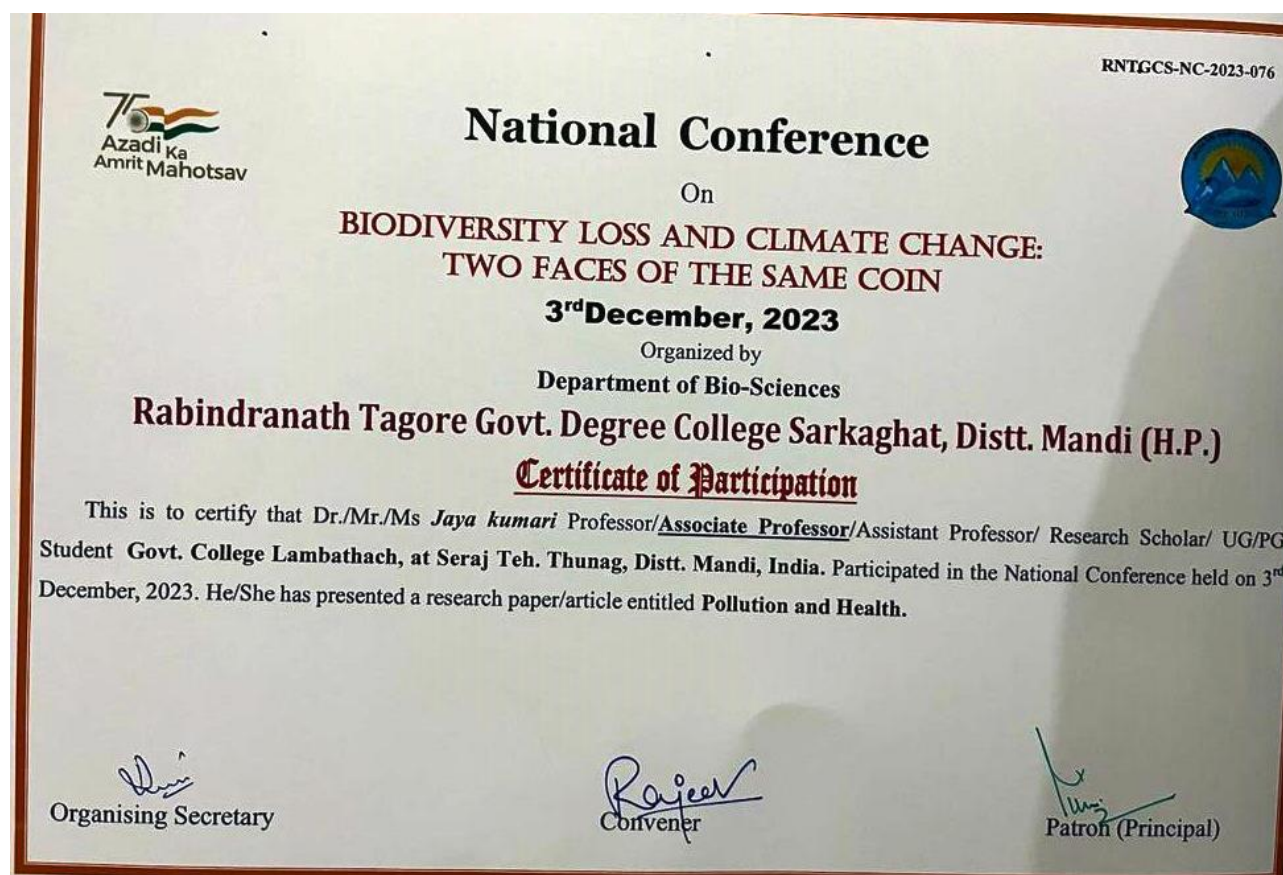 RNTGCS-NC-2023-076
75
Azadi Ka
Amrit Mahotsav
National Conference
On
BIODIVERSITY LOSS AND CLIMATE CHANGE:
TWO FACES OF THE SAME COIN
3rdDecember, 2023
Organized by
Department of Bio-Sciences
Rabindranath Tagore Govt. Degree College Sarkaghat, Distt. Mandi (H.P.)
Certificate of Participation
This is to certify that Dr./Mr./Ms Jaya kumari Professor/Associate Professor/Assistant Professor/ Research Scholar/ UG/PG
Student Govt. College Lambathach, at Seraj Teh. Thunag, Distt. Mandi, India. Participated in the National Conference held on 3rd
December, 2023. He/She has presented a research paper/article entitled Pollution and Health.
Rajeev
Organising Secretary
Convener
Patron (Principal)